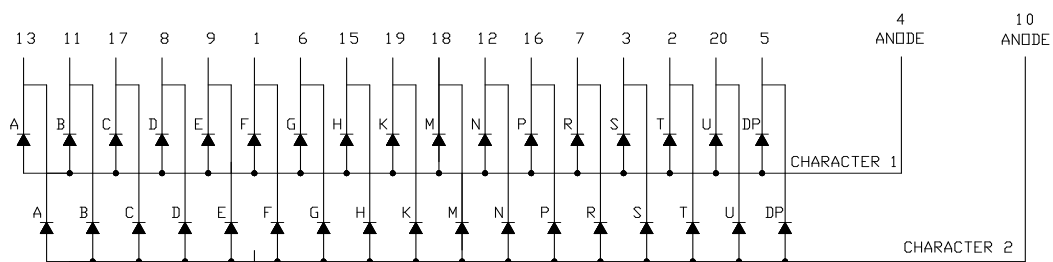 4 10
13 11 17 8 9 1 6 15 19 18 12 16 7 3 2 20 5 ANODE ANODE
A B C D E F G H K M N P R S T U DP
CHARACTER 1
A B C D E F G H K M N P R S T U DP
CHARACTER 2